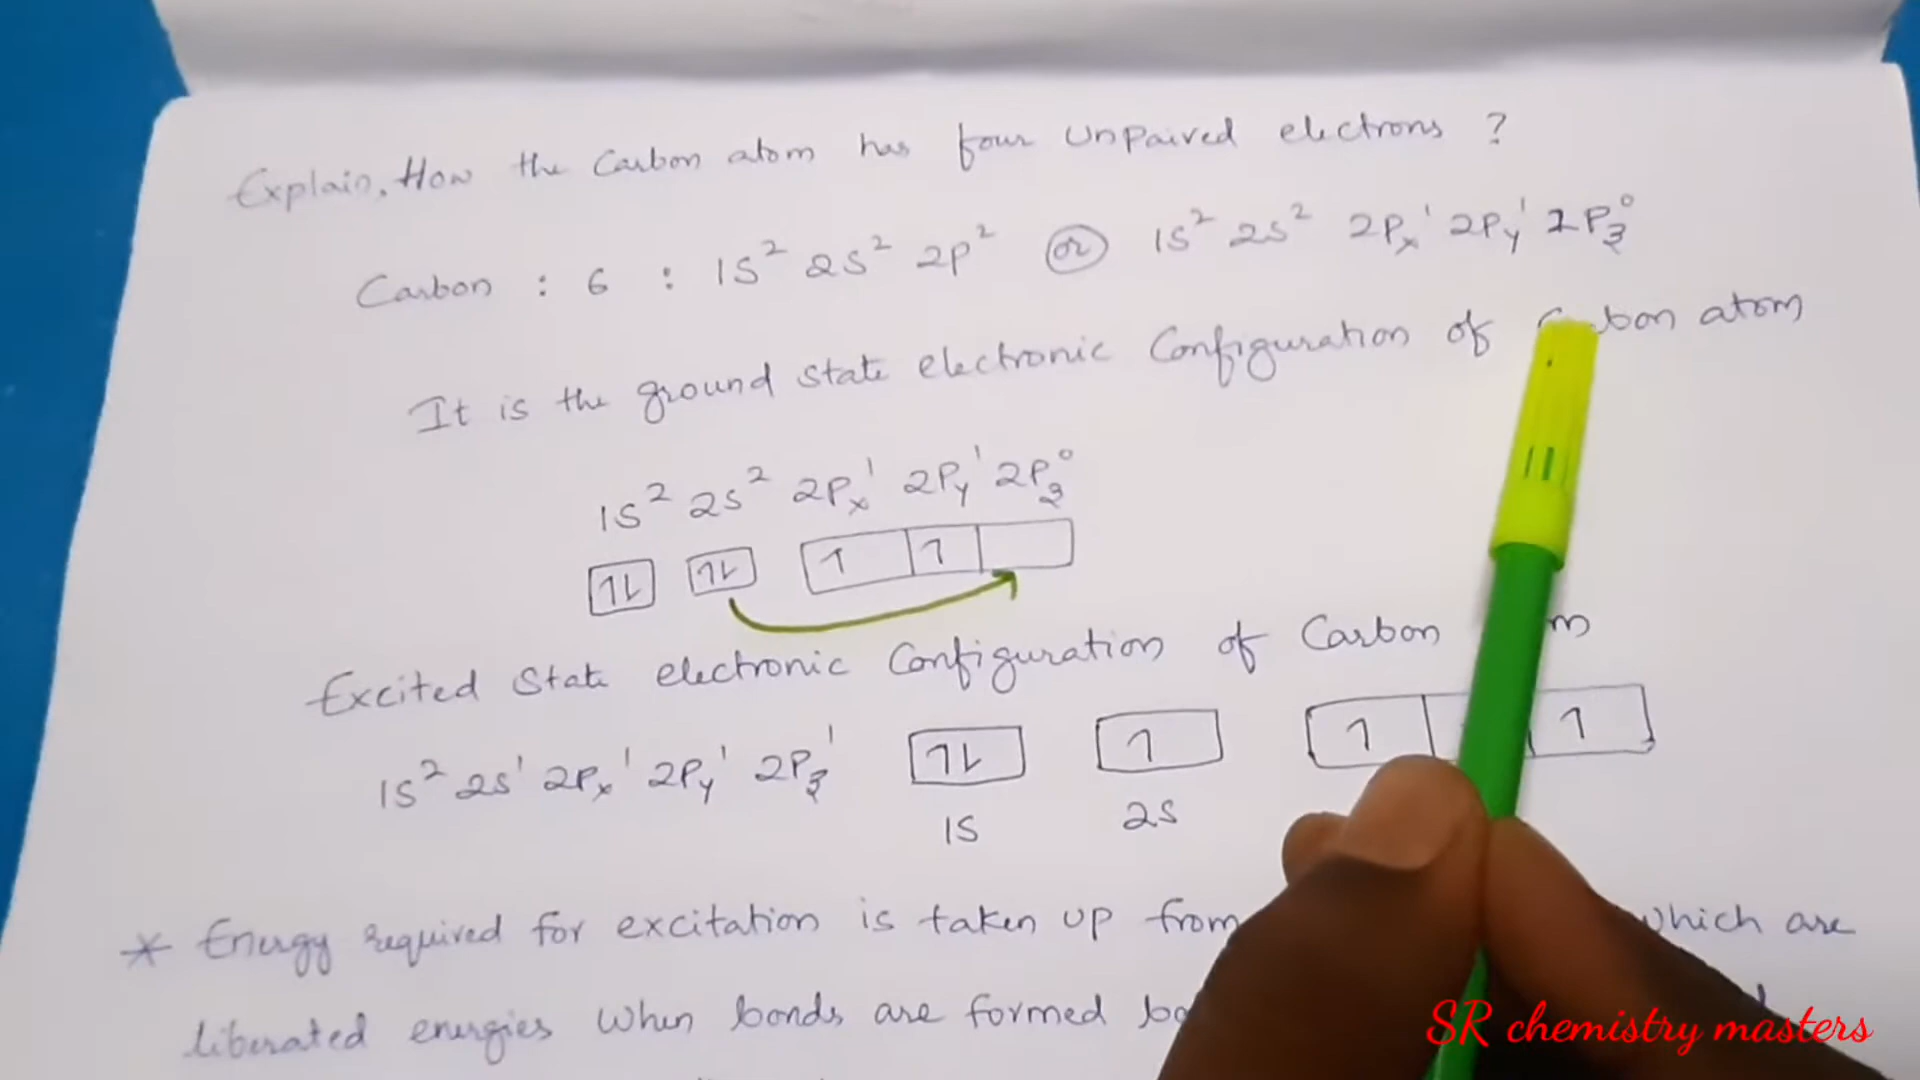 Explain, How the Carbon atom has four Unpaired electrons ?
Carbon : 6 : 1S² 2S² 2P² or 1S² 2S² 2Pₓ¹ 2Py¹ 2Pz⁰
It is the ground State electronic Configuration of Carbon atom
1S² 2S² 2Pₓ¹ 2Py¹ 2Pz⁰
↿⇂ ↿⇂ ↿ ↿
Excited State electronic Configuration of Carbon
1S² 2S¹ 2Pₓ¹ 2Py¹ 2Pz¹ ↿⇂ ↿ ↿ ↿
1S 2S
* Energy required for excitation is taken up from which are
liberated energies When bonds are formed
SR chemistry masters